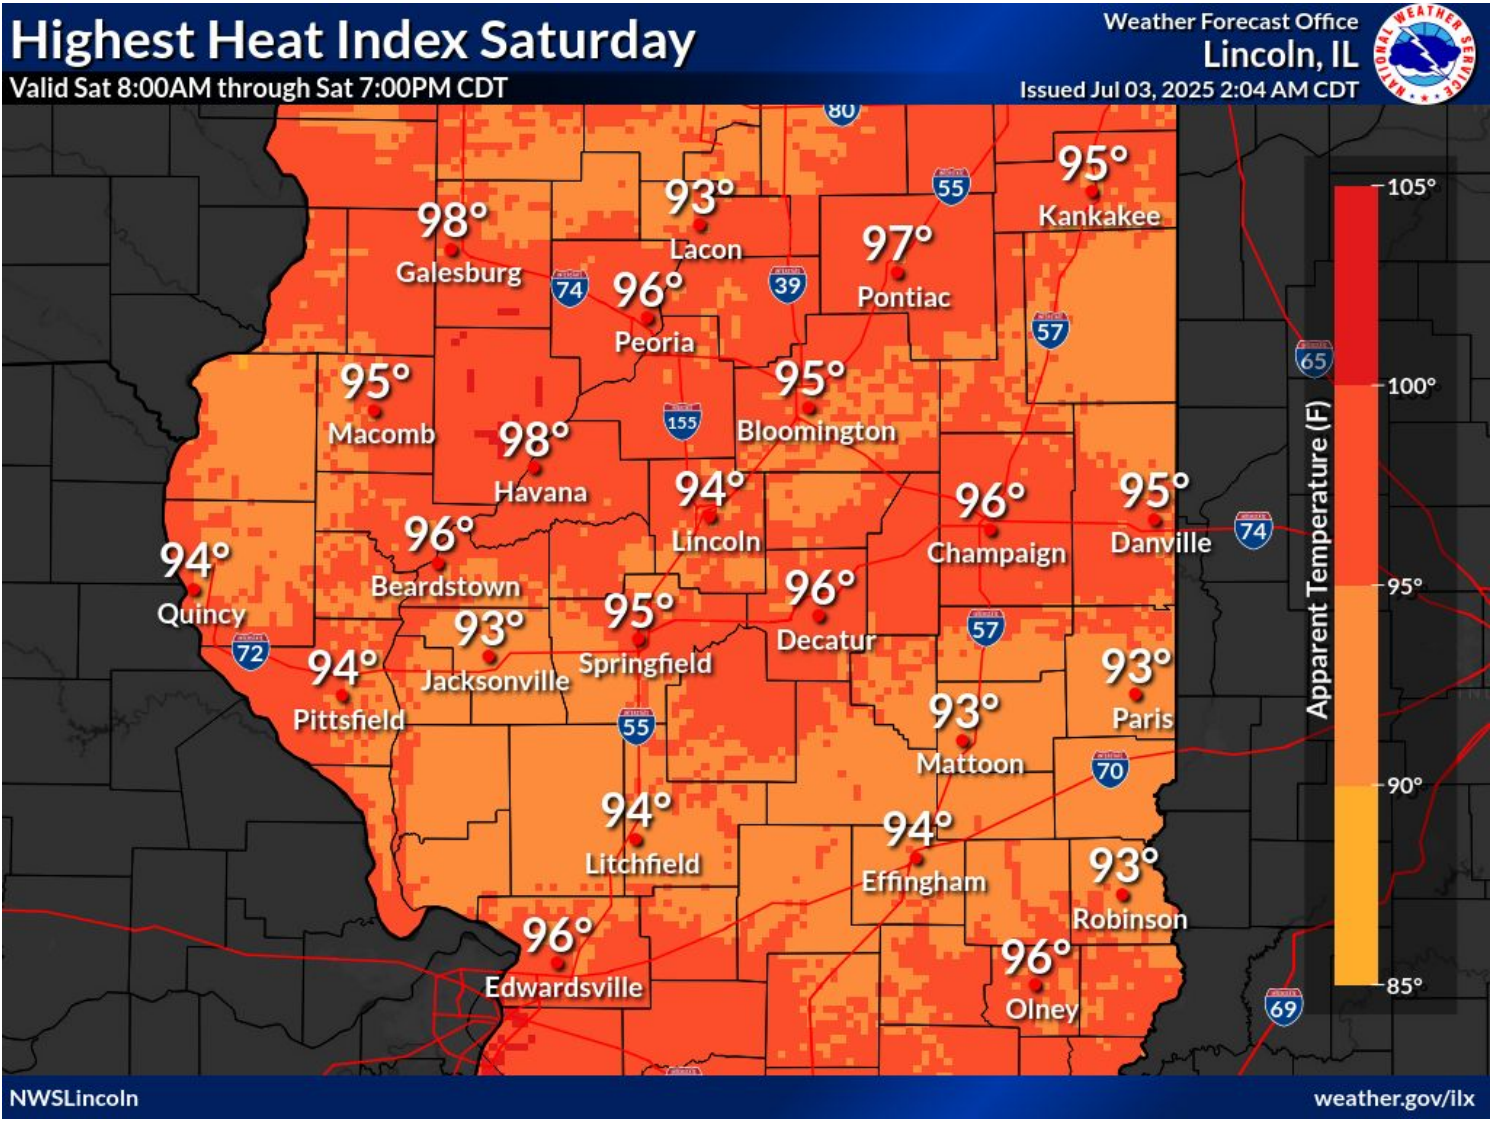 Highest Heat Index Saturday
Valid Sat 8:00AM through Sat 7:00PM CDT
Weather Forecast Office
Lincoln, IL
Issued Jul 03, 2025 2:04 AM CDT
NATIONAL WEATHER SERVICE
80
95°
Kankakee
55
93°
Lacon
98°
Galesburg
97°
Pontiac
74
96°
Peoria
39
57
65
95°
Macomb
95°
Bloomington
155
98°
Havana
94°
Lincoln
96°
Champaign
95°
Danville
74
96°
Beardstown
94°
Quincy
96°
Decatur
95°
Springfield
93°
Jacksonville
57
72
94°
Pittsfield
93°
Paris
55
93°
Mattoon
70
94°
Litchfield
94°
Effingham
93°
Robinson
96°
Edwardsville
96°
Olney
69
Apparent Temperature (F)
105°
100°
95°
90°
85°
NWSLincoln
weather.gov/ilx